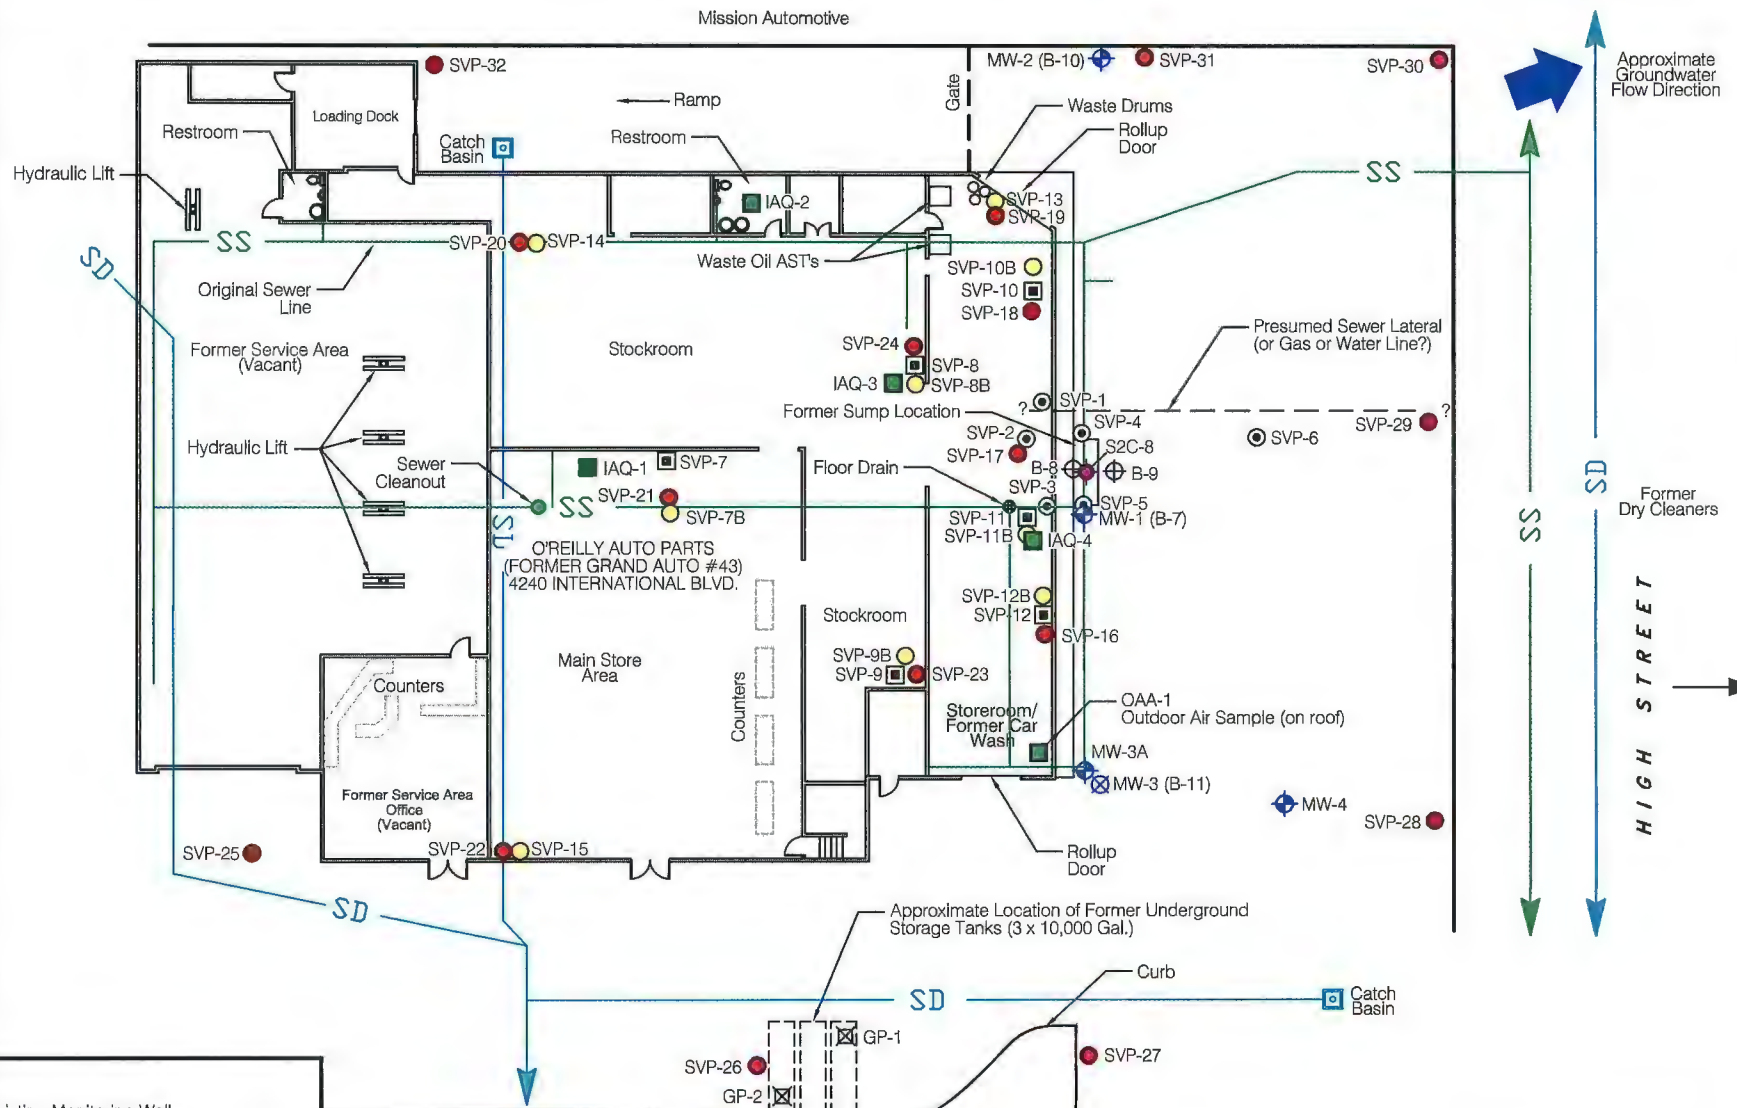 Mission Automotive
SVP-32
MW-2 (B-10)
SVP-31
SVP-30
Approximate
Groundwater
Flow Direction
Gate
Ramp
Waste Drums
Rollup
Door
Loading Dock
Restroom
Catch
Basin
Restroom
Hydraulic Lift
IAQ-2
SVP-13
SVP-19
SS
SS
SVP-20
SVP-14
Waste Oil AST's
SD
Original Sewer
Line
SVP-10B
SVP-10
SVP-18
Former Service Area
(Vacant)
Stockroom
SVP-24
SVP-8
IAQ-3
SVP-8B
Presumed Sewer Lateral
(or Gas or Water Line?)
SVP-1
?
?
Former Sump Location
SVP-4
SVP-29
SVP-2
S2C-8
SVP-6
Hydraulic Lift
SVP-17
Sewer
Cleanout
IAQ-1
SVP-7
Floor Drain
B-8
B-9
SD
SVP-21
SS
SVP-3
SVP-5
SVP-7B
SVP-11
MW-1 (B-7)
SVP-11B
IAQ-4
SD
SS
Former
Dry Cleaners
O'REILLY AUTO PARTS
(FORMER GRAND AUTO #43)
4240 INTERNATIONAL BLVD.
SVP-12B
SVP-12
SVP-16
Stockroom
Main Store
Area
SVP-9B
SVP-9
SVP-23
Counters
Counters
HIGH STREET
OAA-1
Outdoor Air Sample (on roof)
Storeroom/
Former Car
Wash
MW-3A
MW-3 (B-11)
MW-4
SVP-28
Former Service Area
Office
(Vacant)
SVP-25
SVP-22
SVP-15
Rollup
Door
SD
Approximate Location of Former Underground
Storage Tanks (3 x 10,000 Gal.)
Curb
SD
Catch
Basin
GP-1
SVP-26
SVP-27
GP-2
Monitoring Well